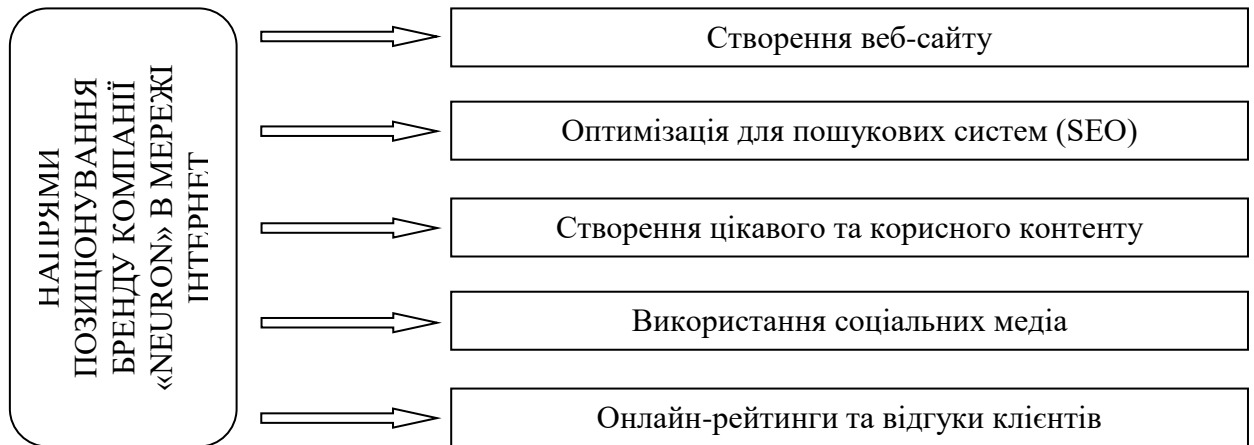 НАПРЯМИ
ПОЗИЦІОНУВАННЯ
БРЕНДУ КОМПАНІЇ
«NEURON» В МЕРЕЖІ
ІНТЕРНЕТ
Створення веб-сайту
Оптимізація для пошукових систем (SEO)
Створення цікавого та корисного контенту
Використання соціальних медіа
Онлайн-рейтинги та відгуки клієнтів